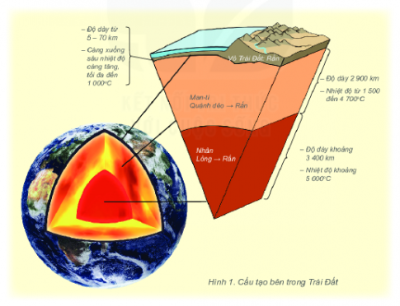 – Độ dày từ
5 – 70 km
– Càng xuống
sâu nhiệt độ
càng tăng,
tối đa đến
1 000°C
Vỏ Trái Đất: Rắn
– Độ dày 2 900 km
– Nhiệt độ từ 1 500
đến 4 700°C
Man-ti
Quánh dẻo → Rắn
Nhân
Lỏng → Rắn
– Độ dày khoảng
3 400 km
– Nhiệt độ khoảng
5 000°C
Hình 1. Cấu tạo bên trong Trái Đất